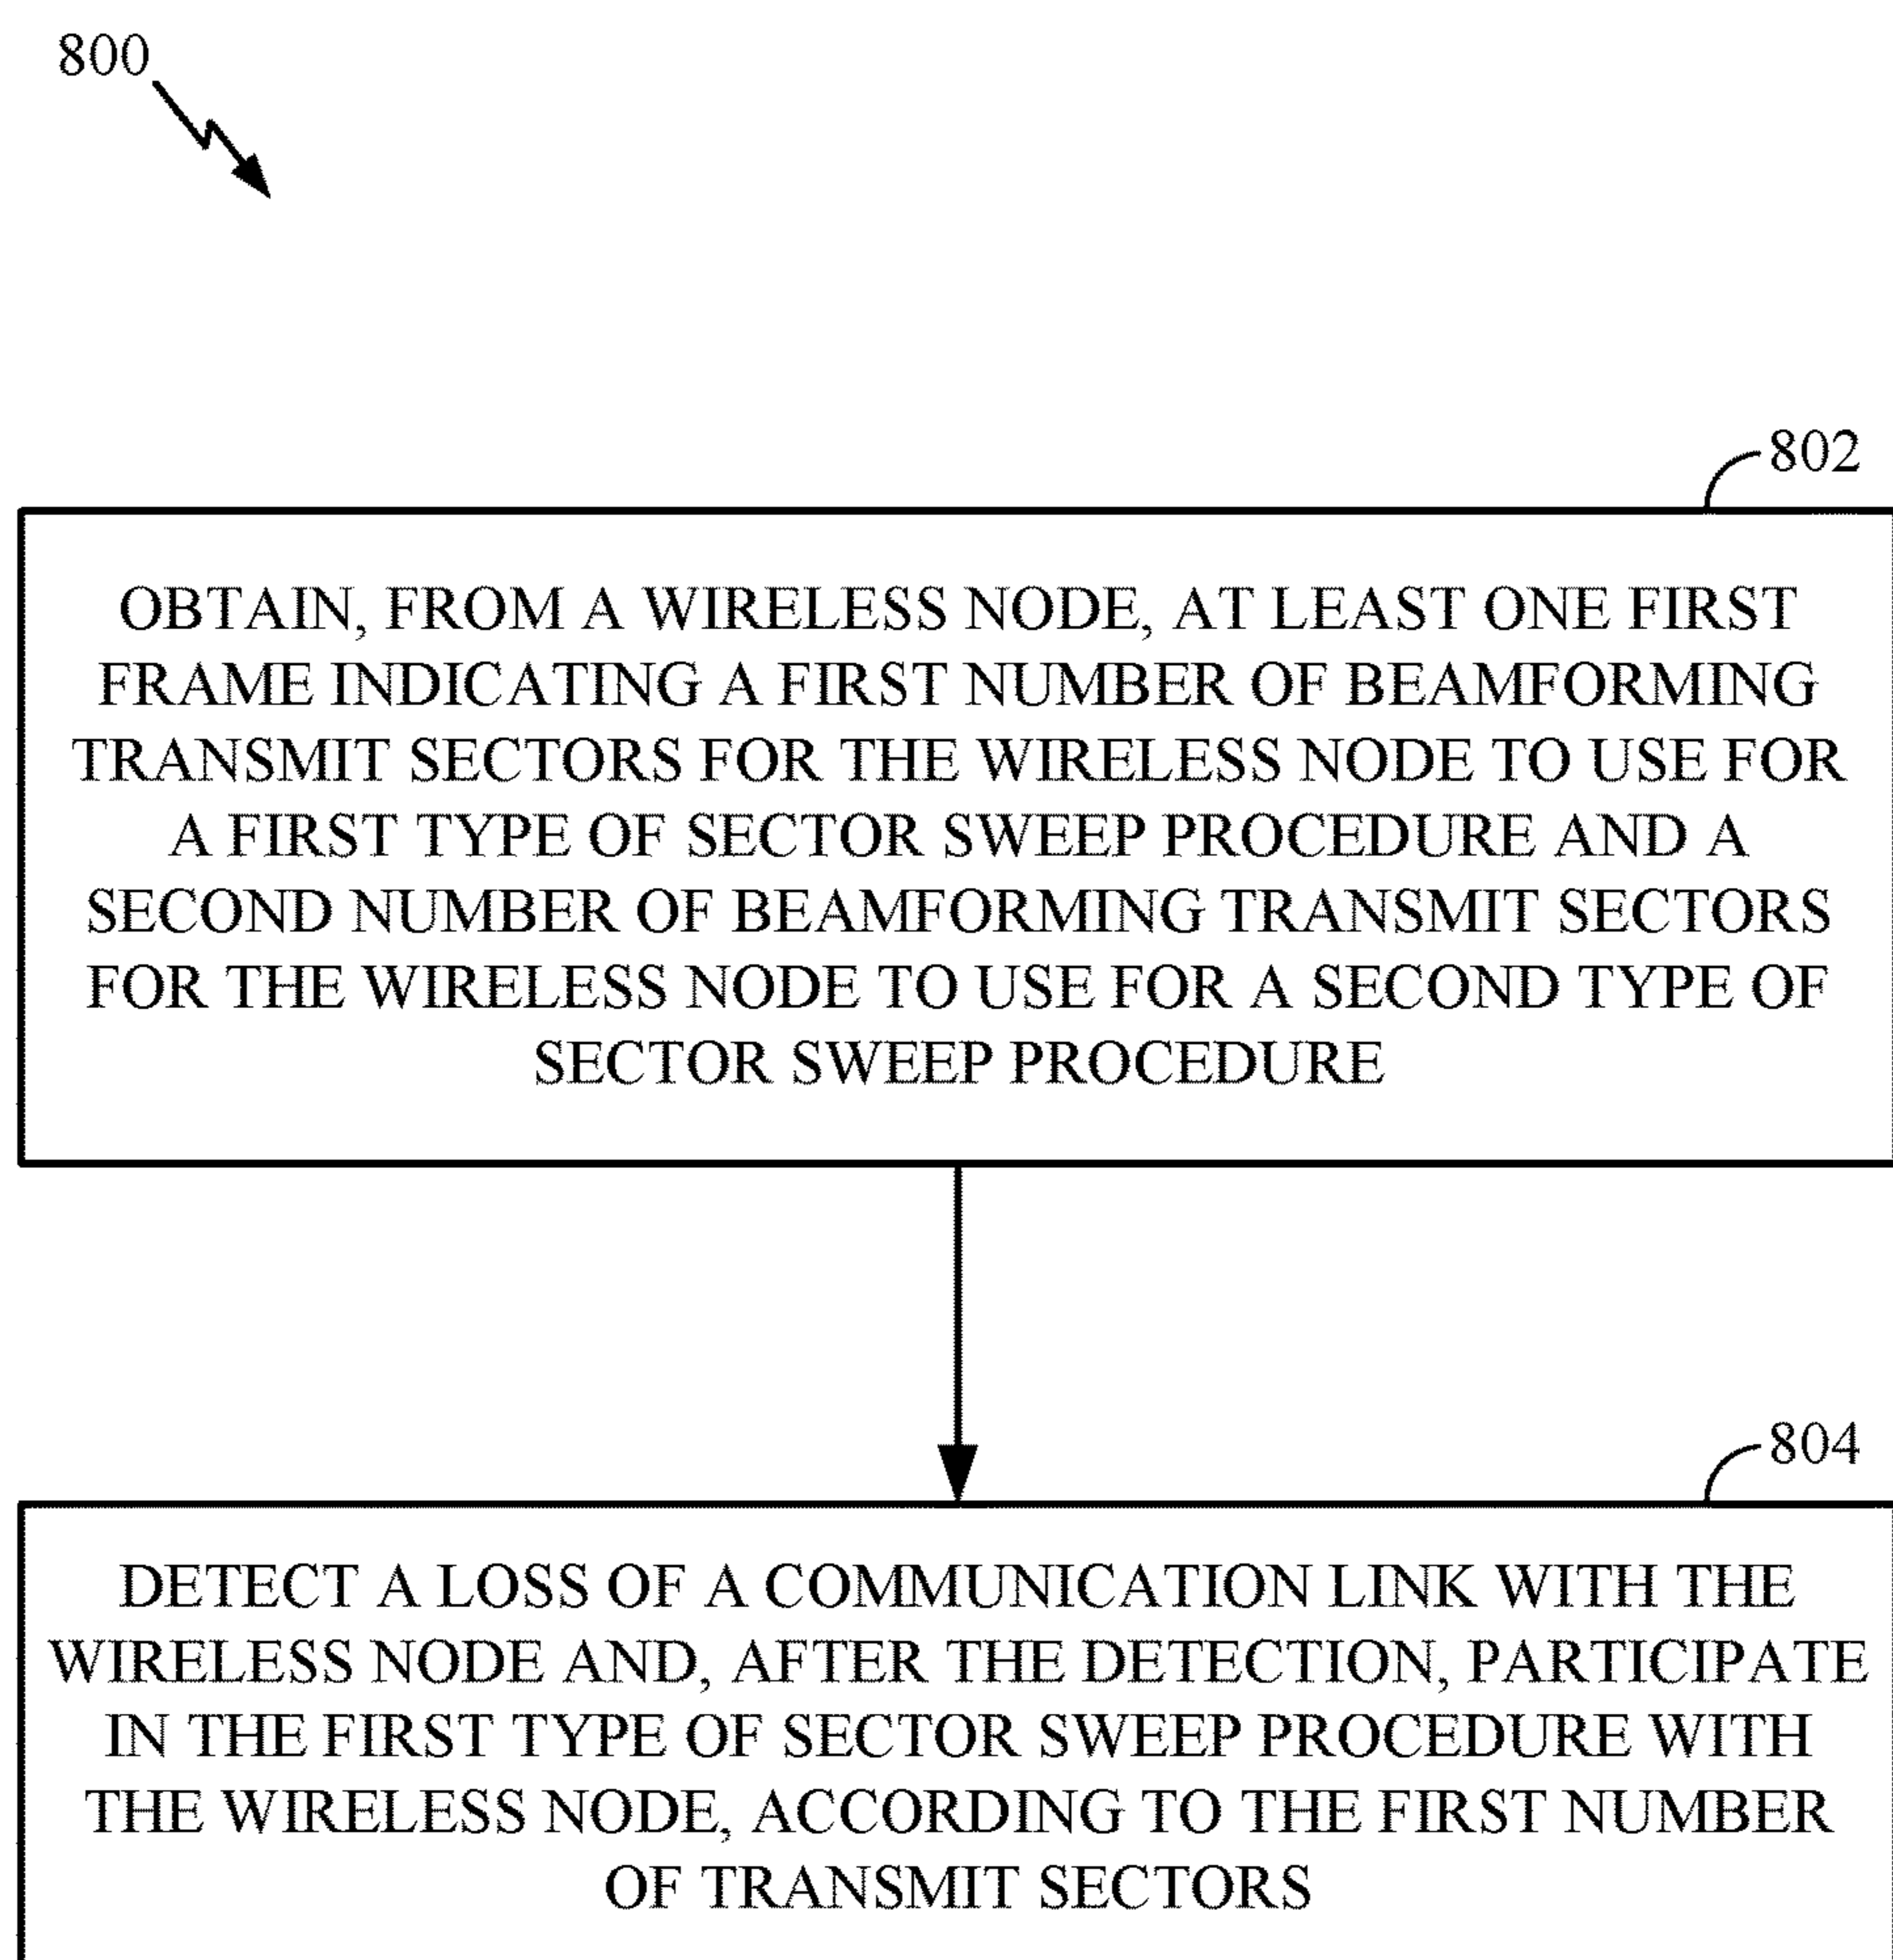 800
802
OBTAIN, FROM A WIRELESS NODE, AT LEAST ONE FIRST
FRAME INDICATING A FIRST NUMBER OF BEAMFORMING
TRANSMIT SECTORS FOR THE WIRELESS NODE TO USE FOR
A FIRST TYPE OF SECTOR SWEEP PROCEDURE AND A
SECOND NUMBER OF BEAMFORMING TRANSMIT SECTORS
FOR THE WIRELESS NODE TO USE FOR A SECOND TYPE OF
SECTOR SWEEP PROCEDURE
804
DETECT A LOSS OF A COMMUNICATION LINK WITH THE
WIRELESS NODE AND, AFTER THE DETECTION, PARTICIPATE
IN THE FIRST TYPE OF SECTOR SWEEP PROCEDURE WITH
THE WIRELESS NODE, ACCORDING TO THE FIRST NUMBER
OF TRANSMIT SECTORS